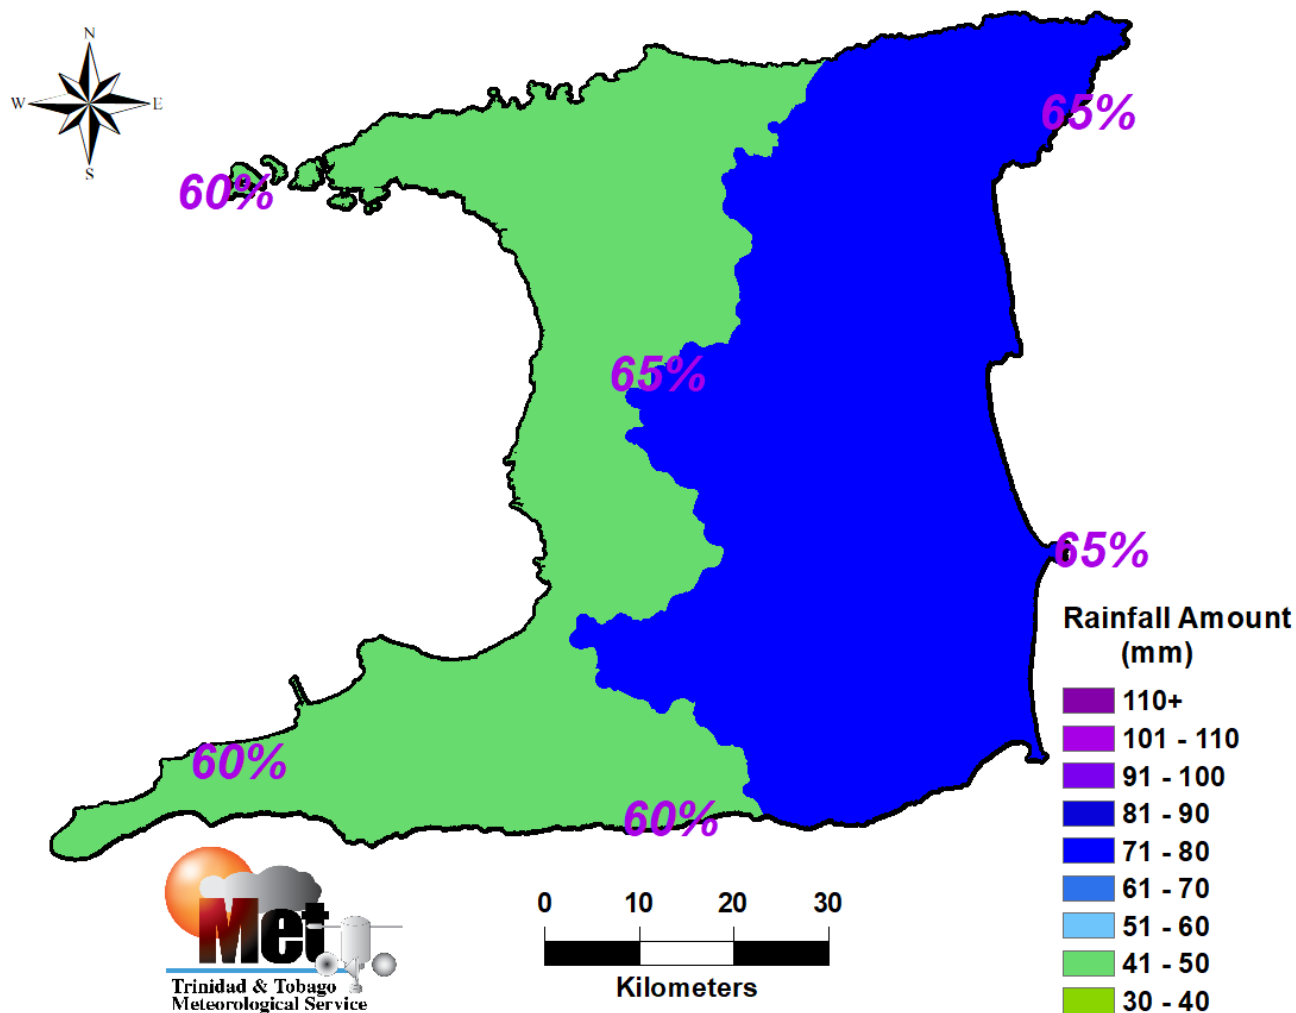 N
W E
S
65%
60%
65%
65%
60%
60%
Rainfall Amount
(mm)
110+
101 - 110
91 - 100
81 - 90
71 - 80
61 - 70
51 - 60
41 - 50
30 - 40
0 10 20 30
Kilometers
Met
Trinidad & Tobago
Meteorological Service